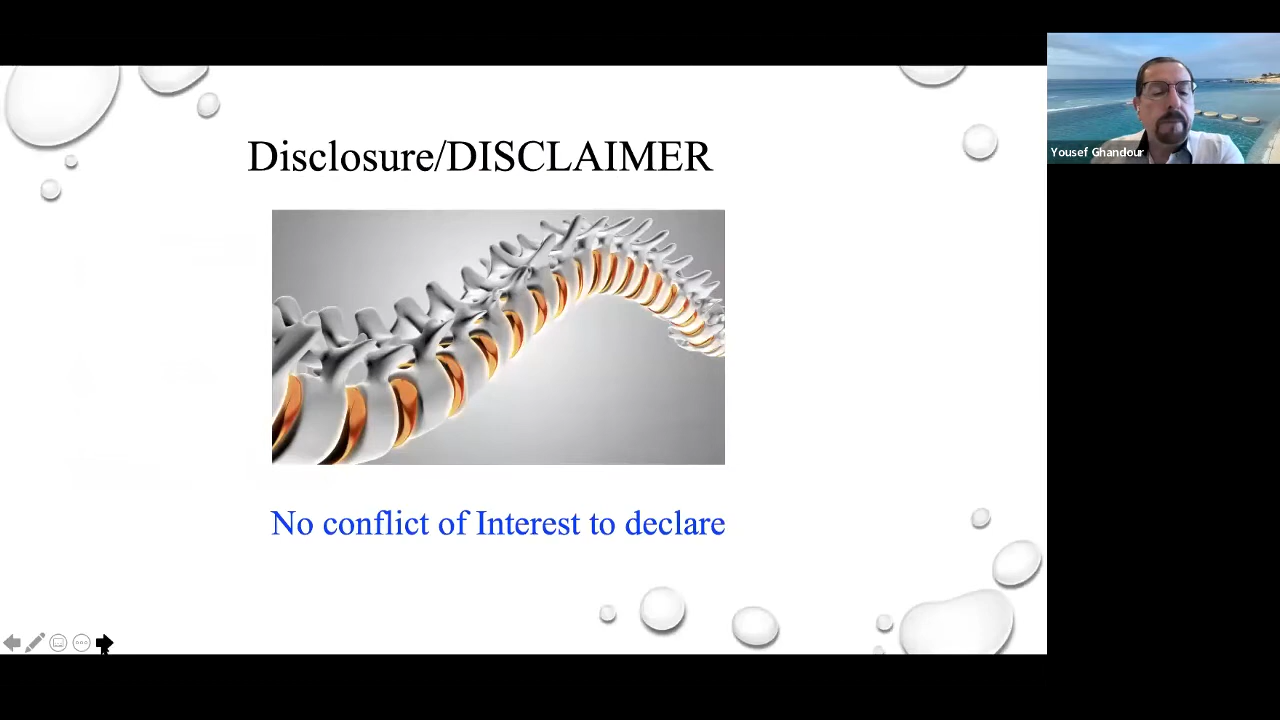 Disclosure/DISCLAIMER
Yousef Ghandour
No conflict of Interest to declare